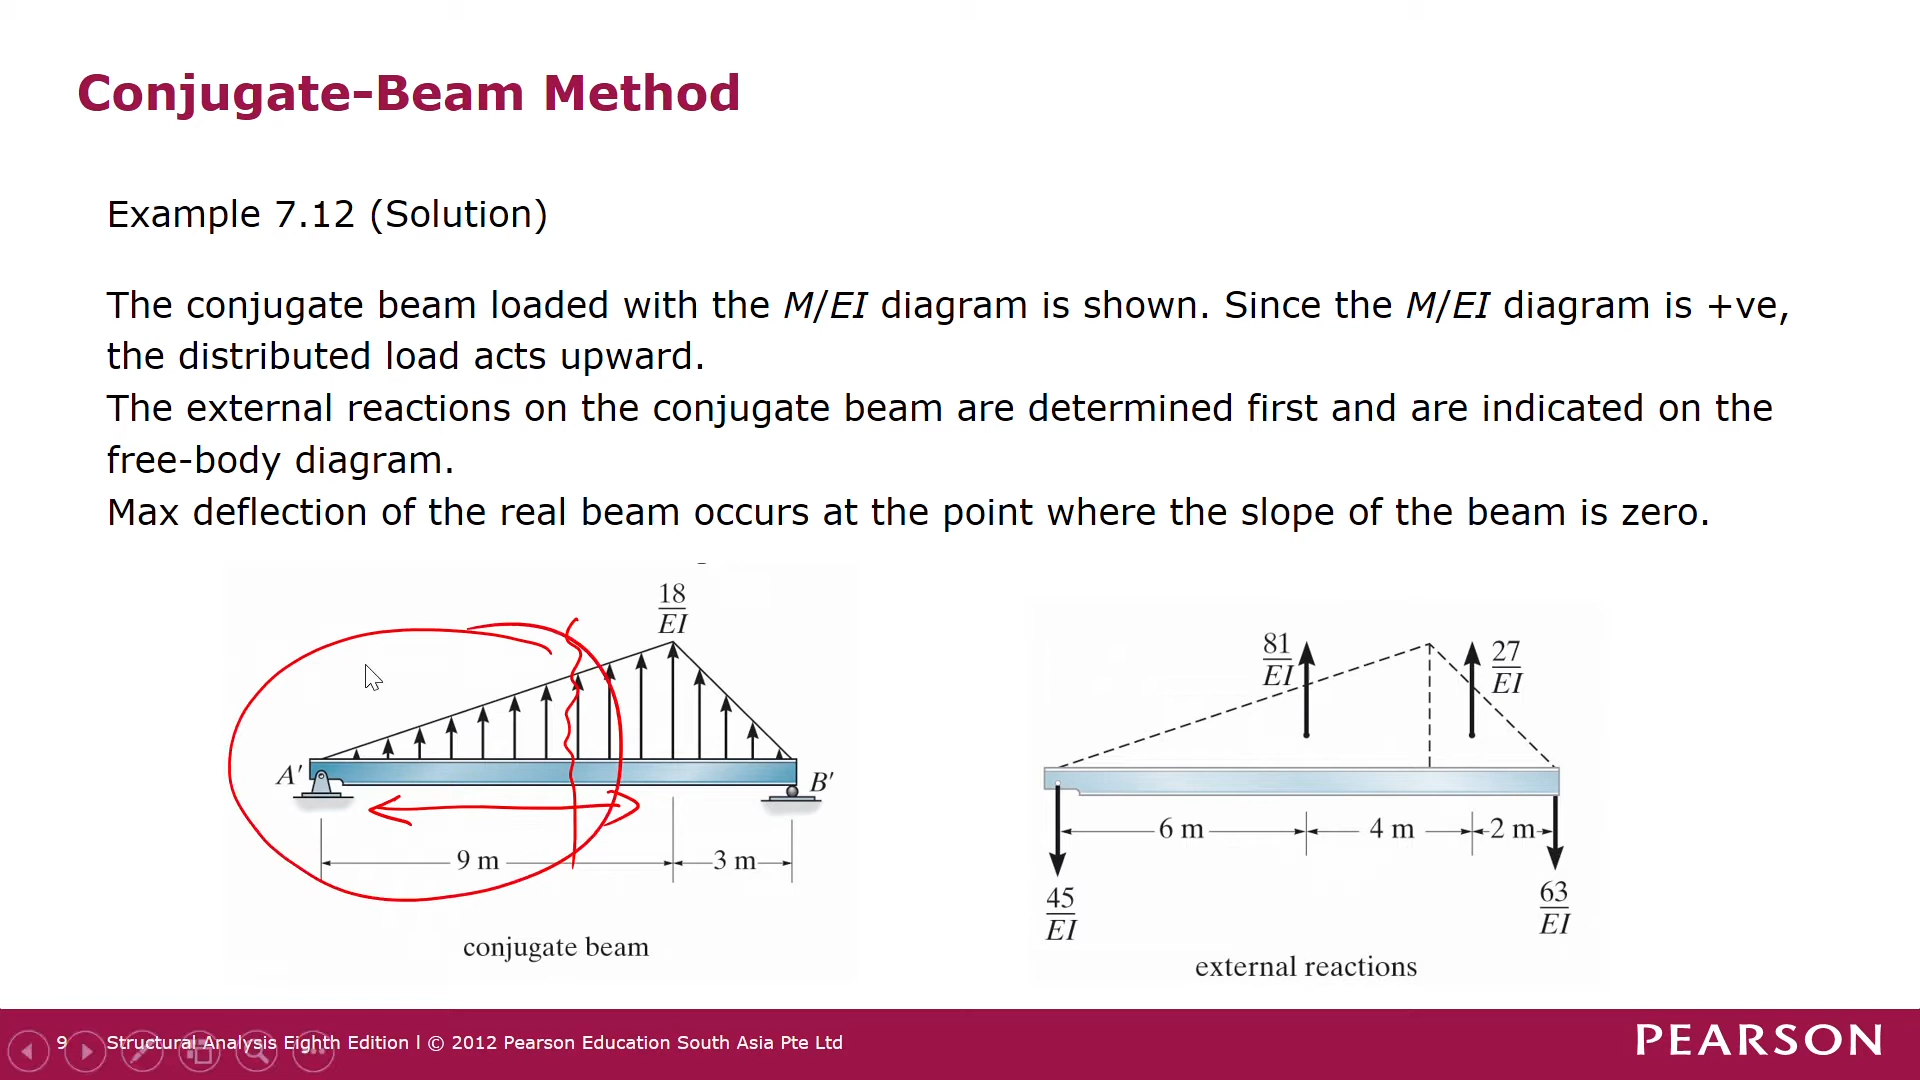 Conjugate-Beam Method
Example 7.12 (Solution)
The conjugate beam loaded with the M/EI diagram is shown. Since the M/EI diagram is +ve,
the distributed load acts upward.
The external reactions on the conjugate beam are determined first and are indicated on the
free-body diagram.
Max deflection of the real beam occurs at the point where the slope of the beam is zero.
18
EI
A'
B'
9 m
3 m
conjugate beam
81
EI
27
EI
6 m
4 m
2 m
45
EI
63
EI
external reactions
9
Structural Analysis Eighth Edition l © 2012 Pearson Education South Asia Pte Ltd
PEARSON